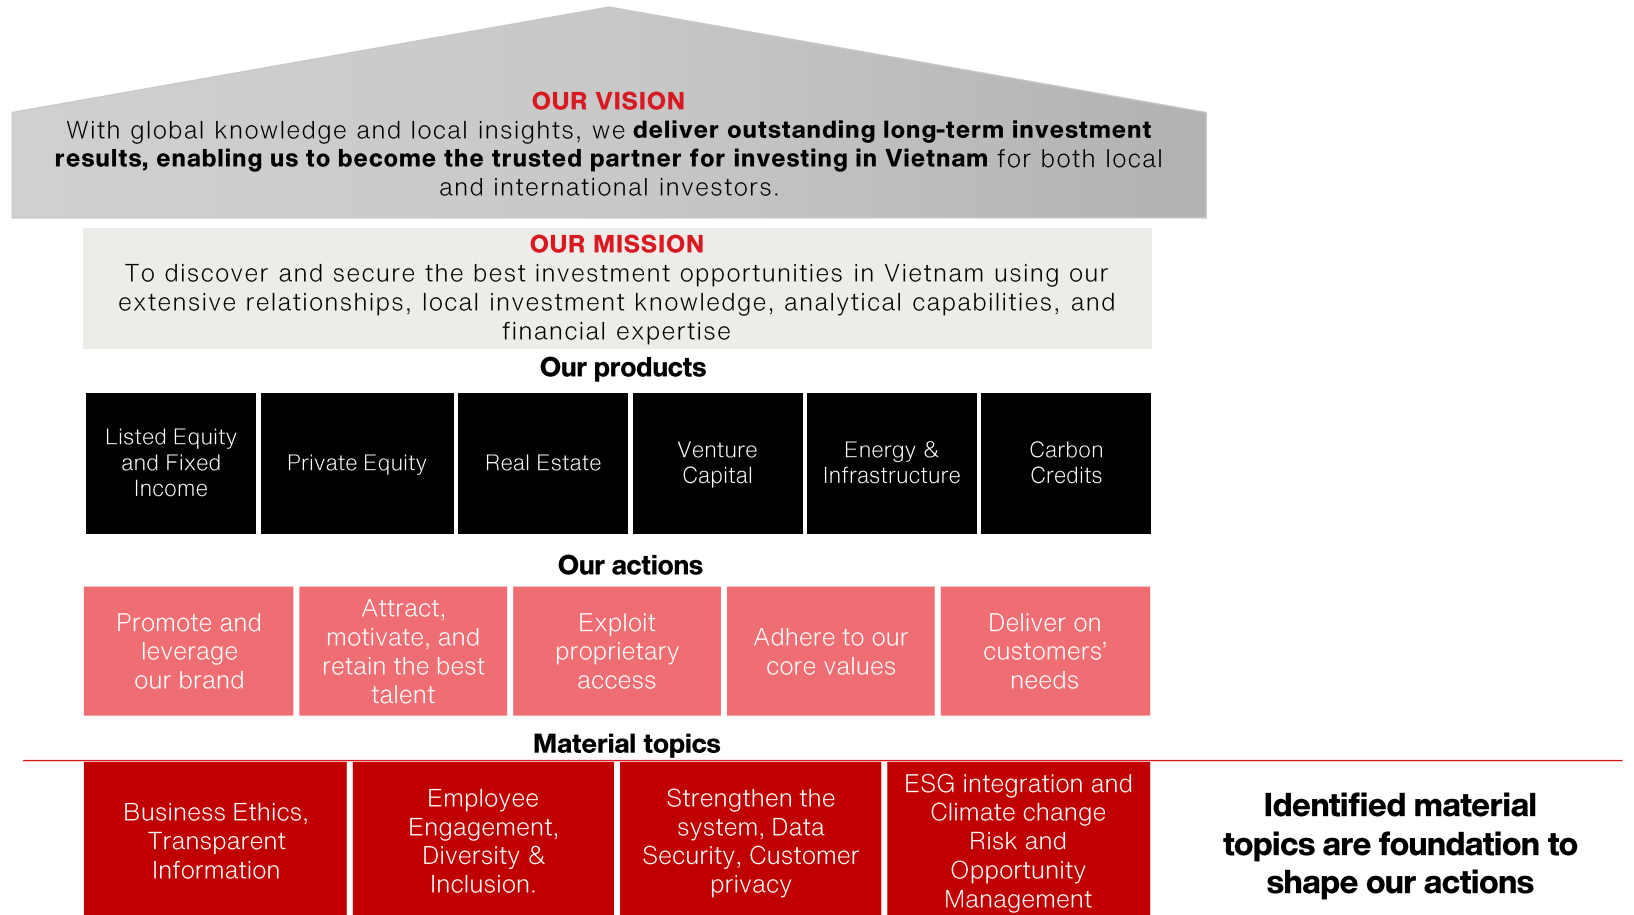 OUR VISION
With global knowledge and local insights, we deliver outstanding long-term investment
results, enabling us to become the trusted partner for investing in Vietnam for both local
and international investors.
OUR MISSION
To discover and secure the best investment opportunities in Vietnam using our
extensive relationships, local investment knowledge, analytical capabilities, and
financial expertise
Our products
Listed Equity
and Fixed
Income
Private Equity
Real Estate
Venture
Capital
Energy &
Infrastructure
Carbon
Credits
Our actions
Promote and
leverage
our brand
Attract,
motivate, and
retain the best
talent
Exploit
proprietary
access
Adhere to our
core values
Deliver on
customers’
needs
Material topics
Business Ethics,
Transparent
Information
Employee
Engagement,
Diversity &
Inclusion.
Strengthen the
system, Data
Security, Customer
privacy
ESG integration and
Climate change
Risk and
Opportunity
Management
Identified material
topics are foundation to
shape our actions